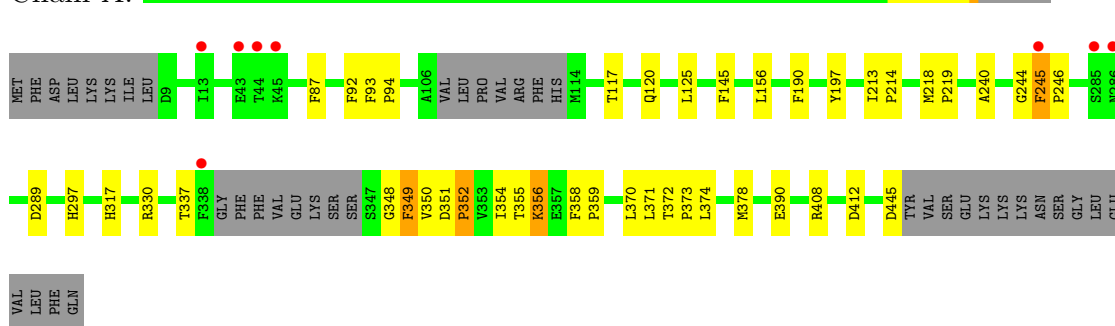 MET PHE ASP LEU LYS LYS ILE LEU D9 I13 E43 T44 K45 F87 F92 F93 P94 A106 VAL LEU PRO VAL ARG PHE HIS M114 T117 Q120 L125 F145 L156 F190 Y197 I213 P214 M218 P219 A240 G244 F245 P246 S285 N286
D289 H297 H317 R330 T337 F338 GLY PHE PHE VAL GLU LYS SER SER S347 G348 F349 V350 D351 P352 V353 I354 T355 K356 E357 F358 P359 L370 L371 T372 P373 L374 M378 E390 R408 D412 D445 TYR VAL SER GLU LYS LYS LYS ASN SER GLY LEU GLU
VAL LEU PHE GLN